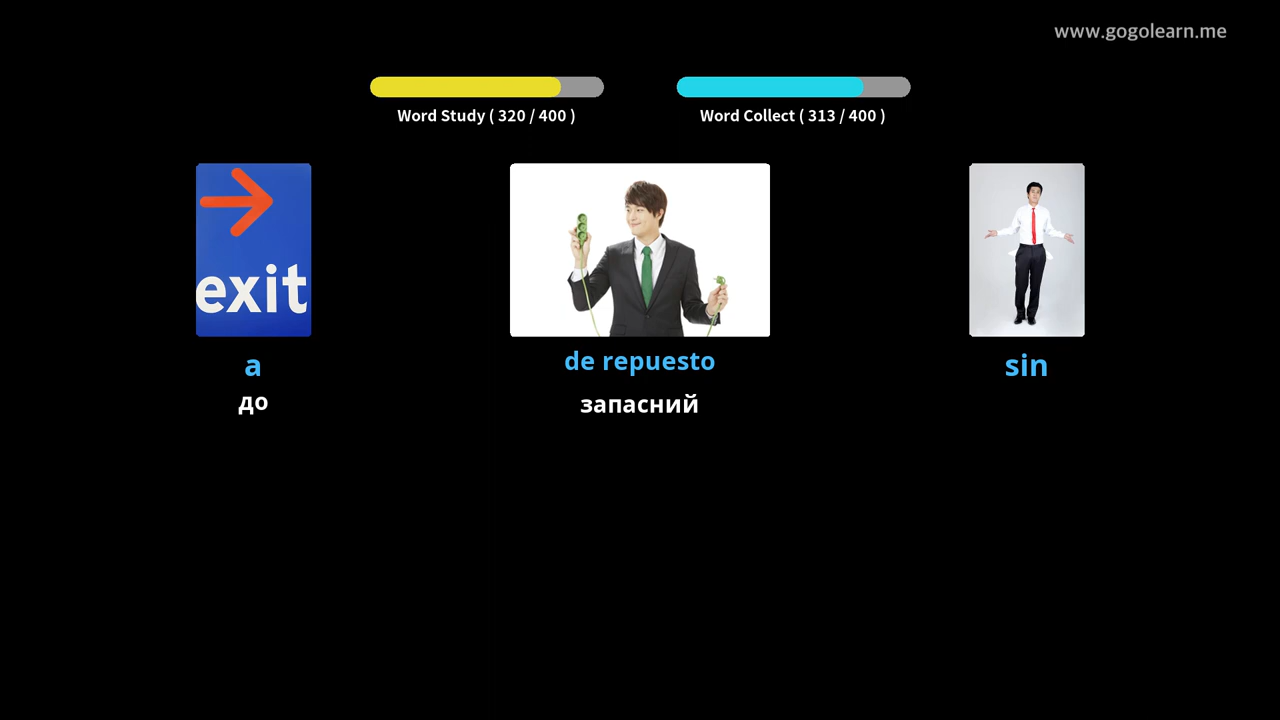 www.gogolearn.me
Word Study ( 320 / 400 )
Word Collect ( 313 / 400 )
exit
a
до
de repuesto
запасний
sin